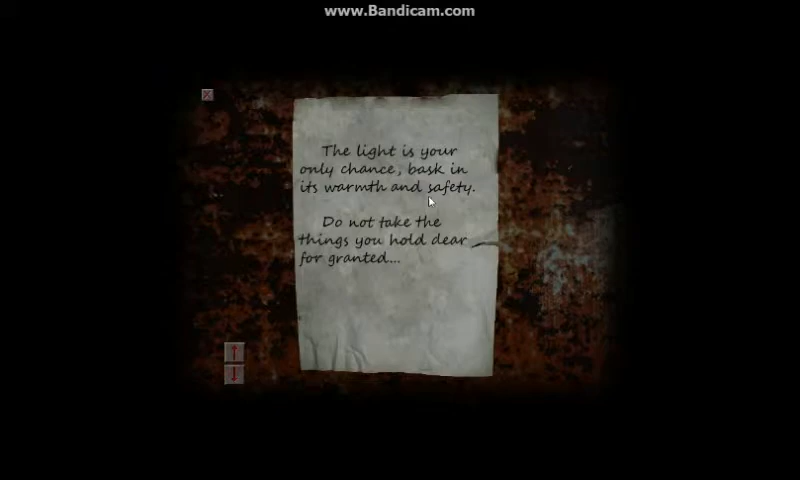 www.Bandicam.com
The light is your
only chance, bask in
its warmth and safety.
Do not take the
things you hold dear
for granted...